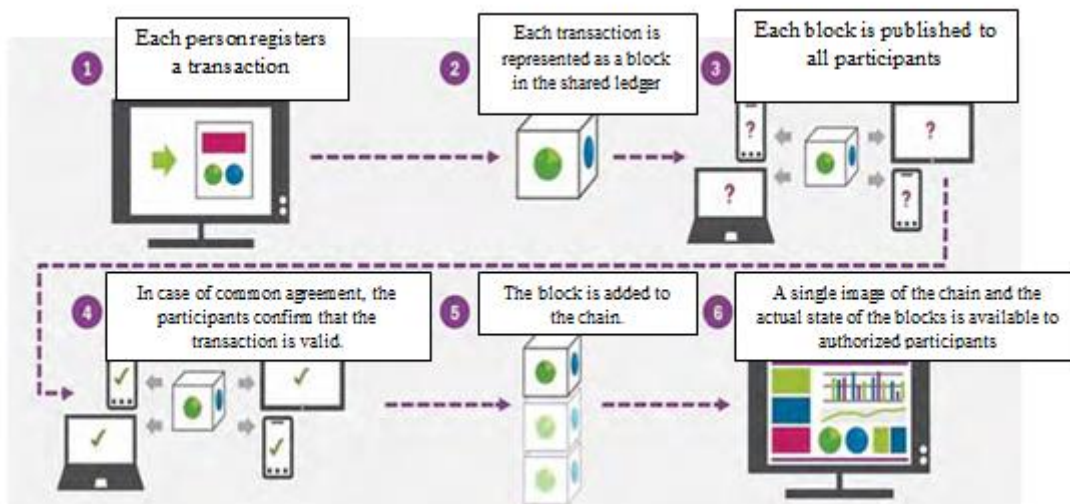 1
Each person registers
a transaction
2
Each transaction is
represented as a block
in the shared ledger
3
Each block is published to
all participants
?
?
?
?
4
In case of common agreement, the
participants confirm that the
transaction is valid.
5
The block is added to
the chain.
6
A single image of the chain and the
actual state of the blocks is available to
authorized participants